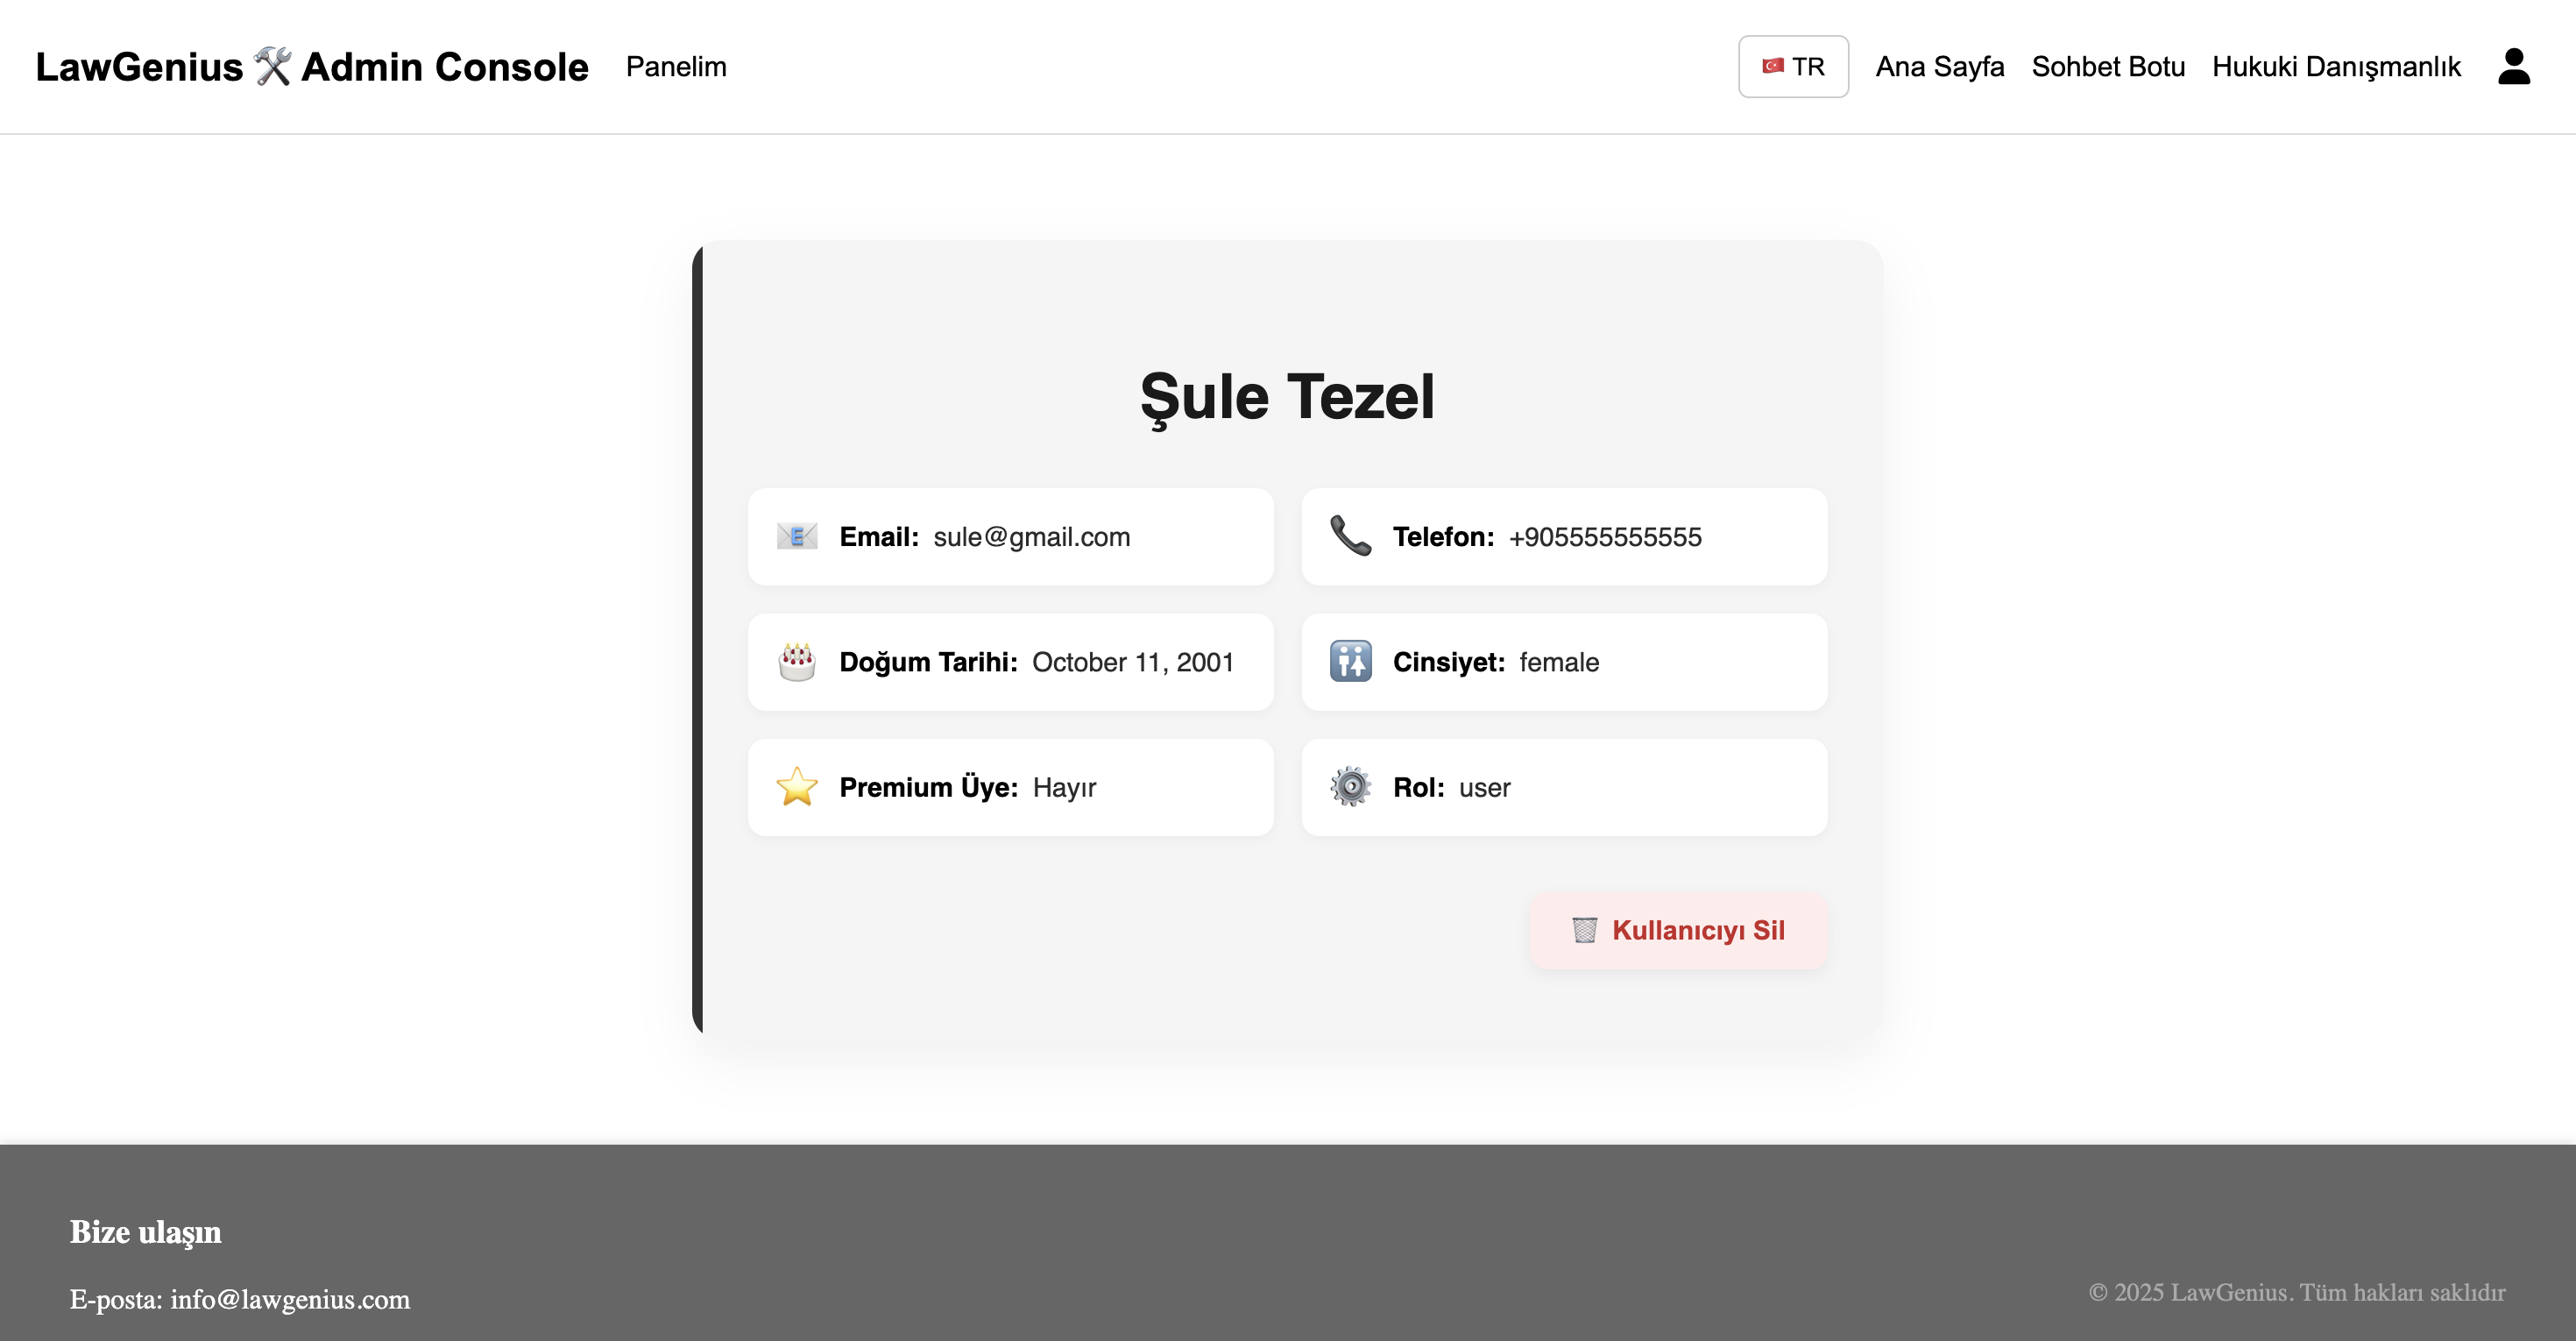 LawGenius 🛠 Admin Console Panelim TR Ana Sayfa Sohbet Botu Hukuki Danışmanlık
Şule Tezel
Email: sule@gmail.com
Telefon: +905555555555
Doğum Tarihi: October 11, 2001
Cinsiyet: female
Premium Üye: Hayır
Rol: user
Kullanıcıyı Sil
Bize ulaşın
E-posta: info@lawgenius.com
© 2025 LawGenius. Tüm hakları saklıdır